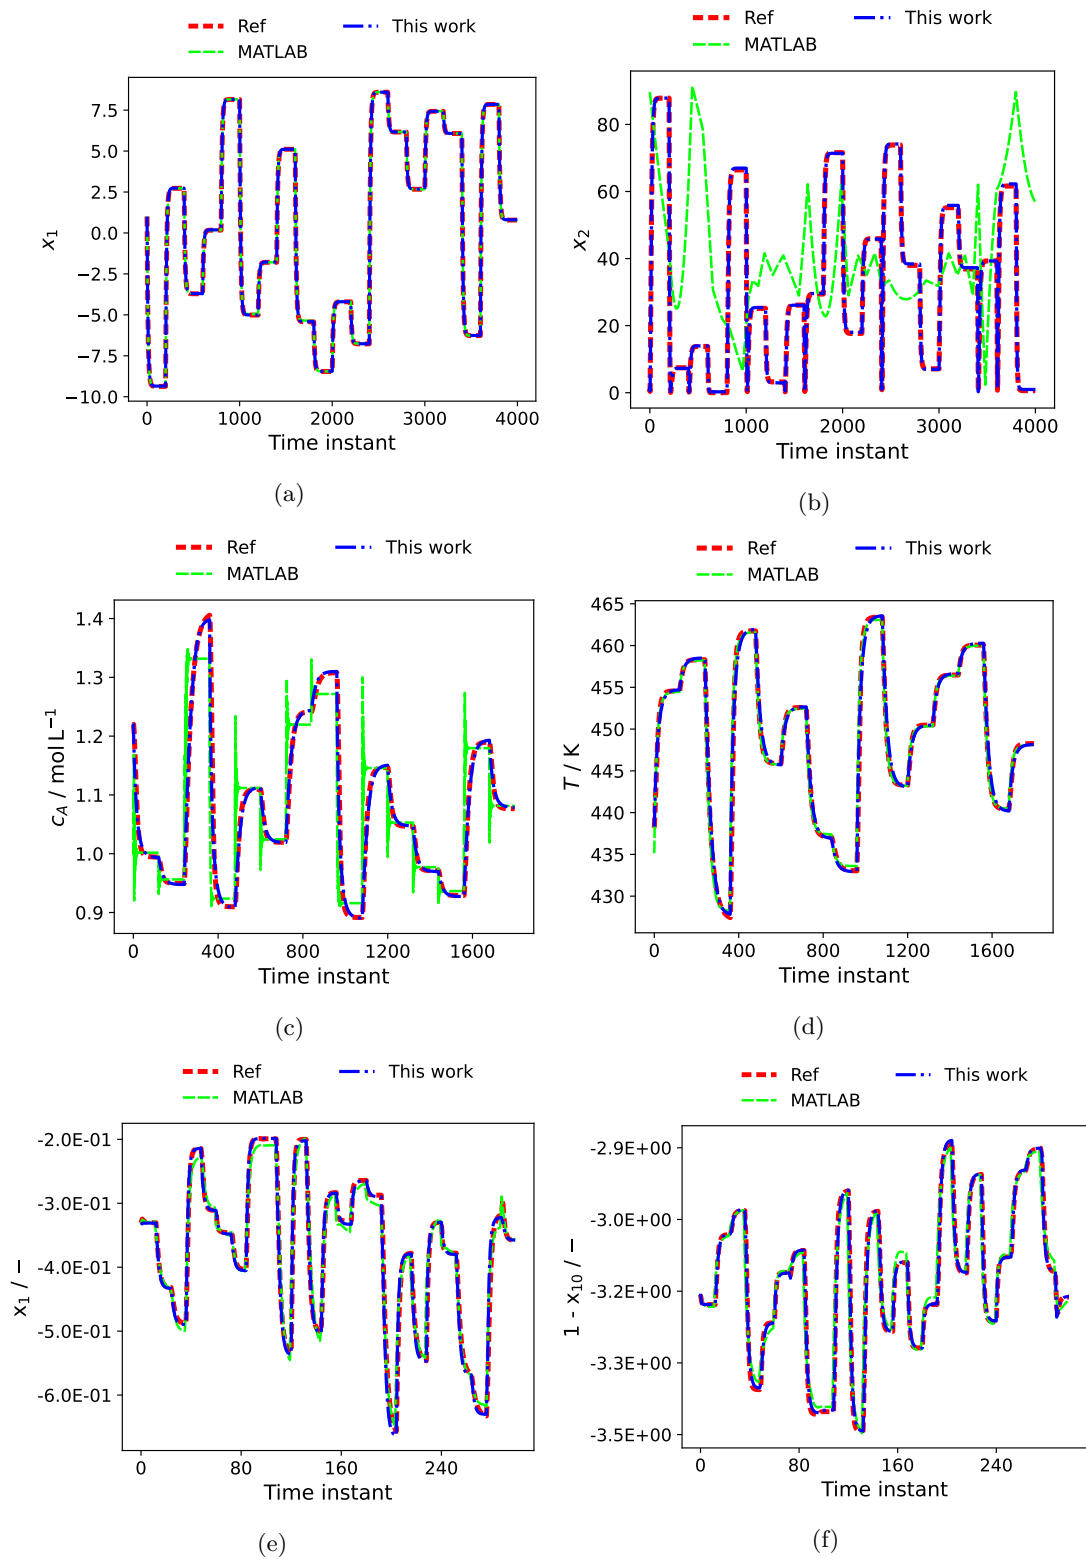 Ref
This work
MATLAB
7.5
5.0
2.5
0.0
−2.5
−5.0
−7.5
−10.0
x₁
0 1000 2000 3000 4000
Time instant
(a)
Ref
This work
MATLAB
80
60
40
20
0
x₂
0 1000 2000 3000 4000
Time instant
(b)
Ref
This work
MATLAB
1.4
1.3
1.2
1.1
1.0
0.9
c_A / mol L⁻¹
0 400 800 1200 1600
Time instant
(c)
Ref
This work
MATLAB
465
460
455
450
445
440
435
430
T / K
0 400 800 1200 1600
Time instant
(d)
Ref
This work
MATLAB
-2.0E-01
-3.0E-01
-4.0E-01
-5.0E-01
-6.0E-01
x₁ / −
0 80 160 240
Time instant
(e)
Ref
This work
MATLAB
-2.9E+00
-3.0E+00
-3.2E+00
-3.3E+00
-3.5E+00
1 - x₁₀ / −
0 80 160 240
Time instant
(f)